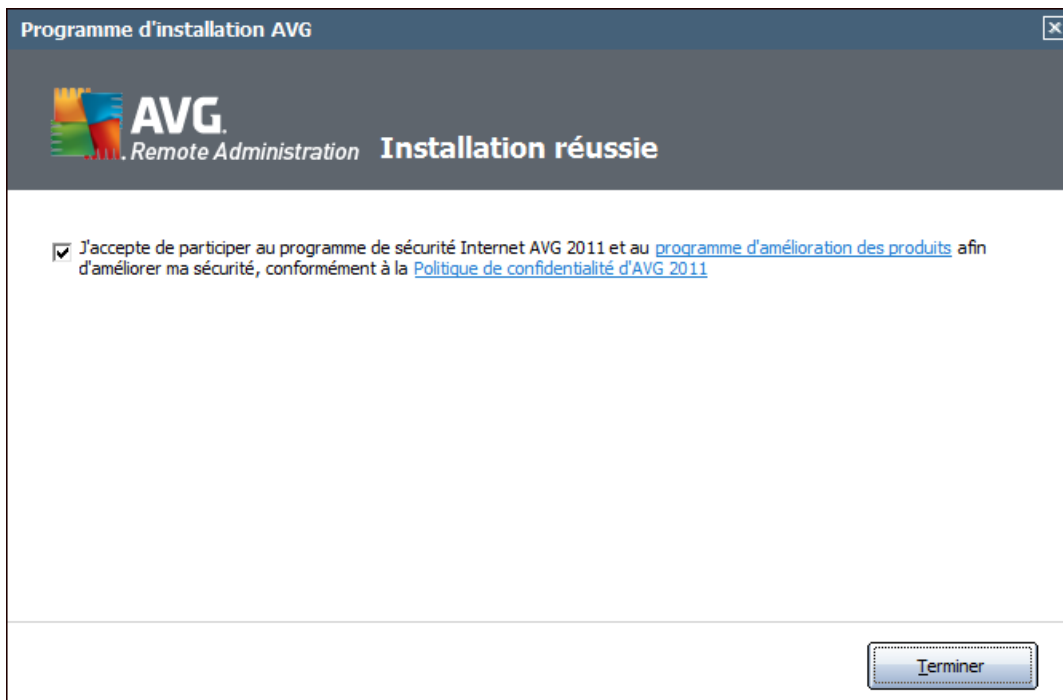 Programme d'installation AVG
AVG.
Remote Administration Installation réussie
J'accepte de participer au programme de sécurité Internet AVG 2011 et au programme d'amélioration des produits afin
d'améliorer ma sécurité, conformément à la Politique de confidentialité d'AVG 2011
Terminer